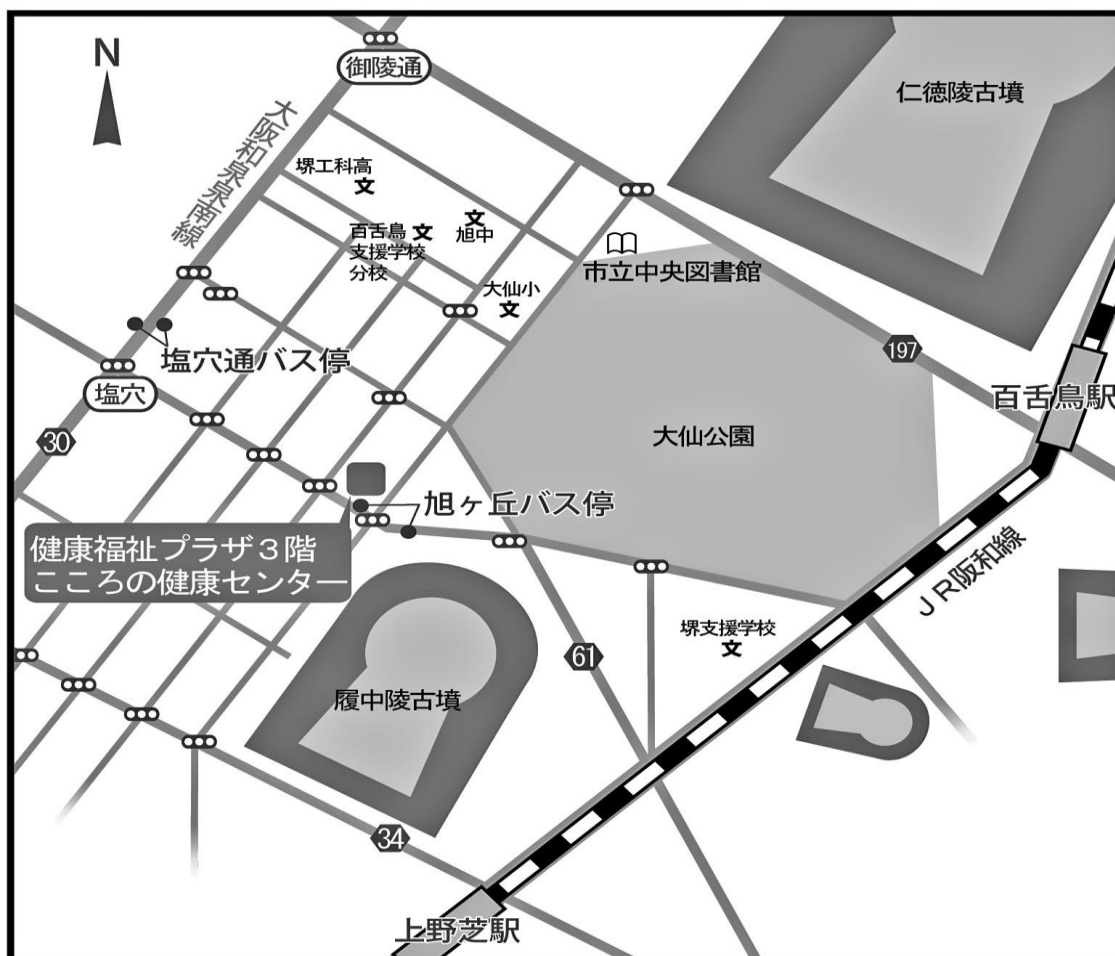 N
御陵通
仁徳陵古墳
大阪和泉泉南線
堺工科高
文
文
旭中
百舌鳥 文
支援学校
分校
市立中央図書館
大仙小
文
197
塩穴通バス停
塩穴
百舌鳥駅
30
大仙公園
旭ヶ丘バス停
健康福祉プラザ3階
こころの健康センター
JR阪和線
堺支援学校
文
61
履中陵古墳
34
上野芝駅